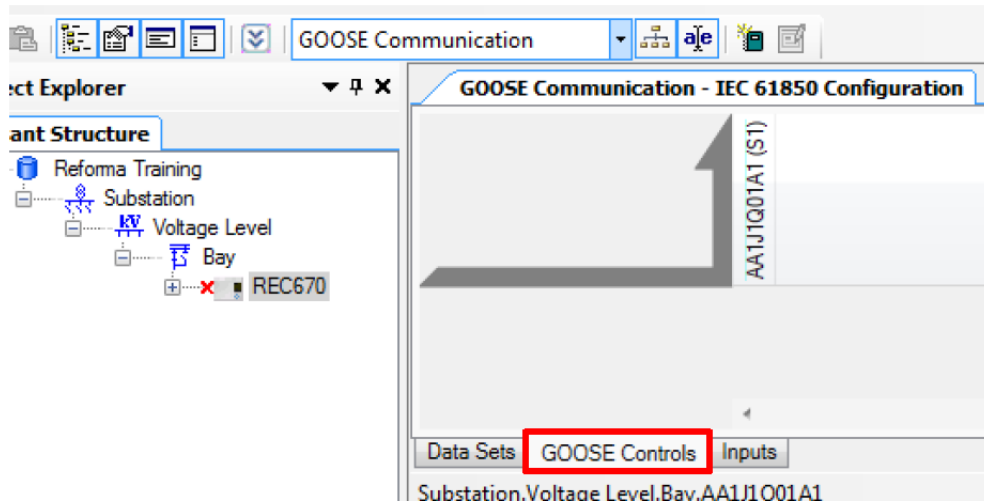 GOOSE Communication
ect Explorer
GOOSE Communication - IEC 61850 Configuration
ant Structure
Reforma Training
Substation
kV Voltage Level
Bay
REC670
AA1J1Q01A1 (S1)
Data Sets GOOSE Controls Inputs
Substation.Voltage Level.Bay.AA1J1Q01A1